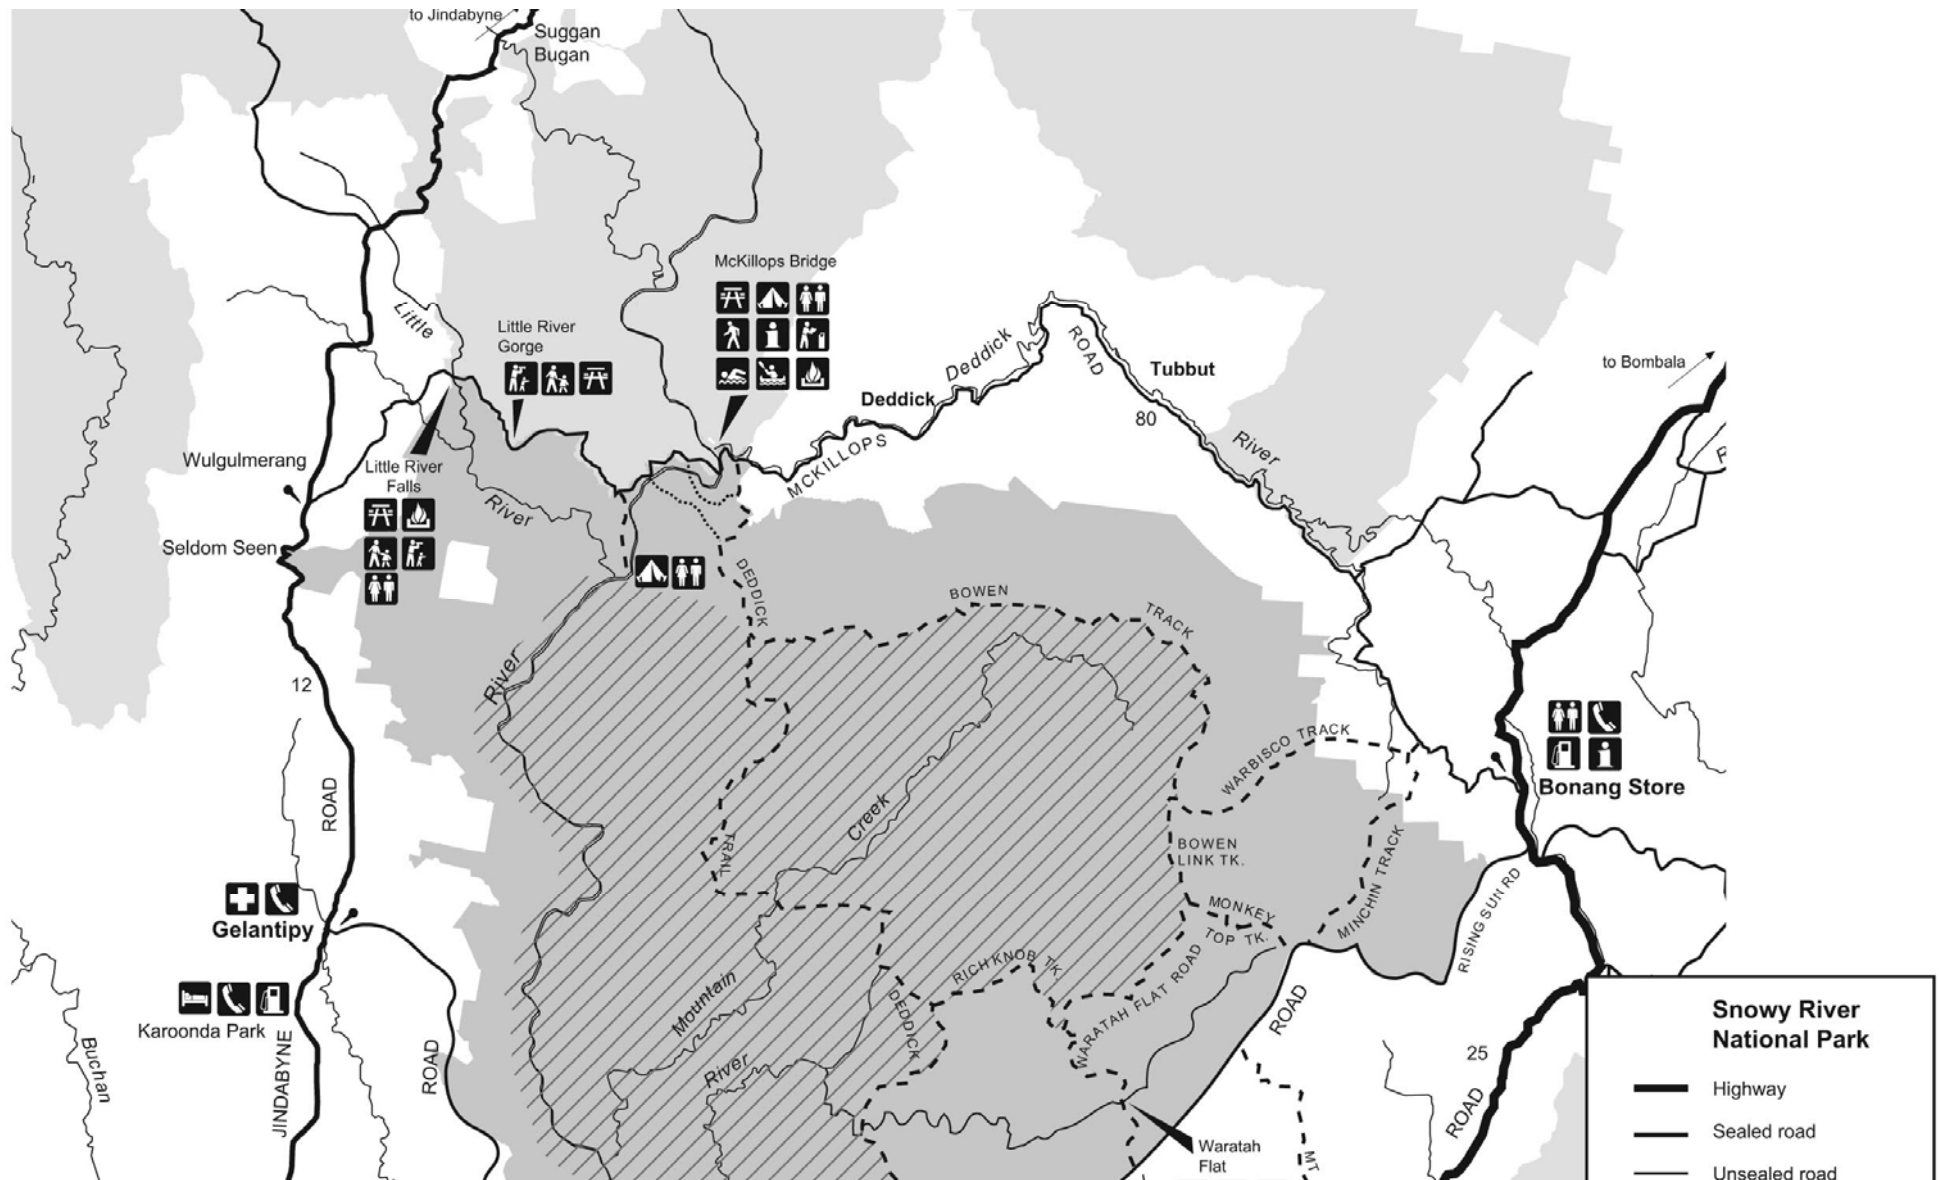 to Jindabyne
Suggan
Bugan
McKillops Bridge
Little
Little River
Gorge
Deddick
ROAD
Tubbut
80
to Bombala
Deddick
MCKILLOPS
River
Wulgulmerang
Little River
Falls
River
Seldom Seen
DEDDICK
BOWEN
TRACK
River
12
WARBISCO TRACK
Bonang Store
ROAD
Creek
TRAIL
BOWEN
LINK TK.
MINCHIN TRACK
RISING SUN RD
MONKEY
TOP TK.
Gelantipy
RICH KNOB TK
WARATAH FLAT ROAD
Mountain
DEDDICK
ROAD
Karoonda Park
JINDABYNE
ROAD
Buchan
River
25
ROAD
Waratah
Flat
MT
Snowy River
National Park
Highway
Sealed road
Unsealed road